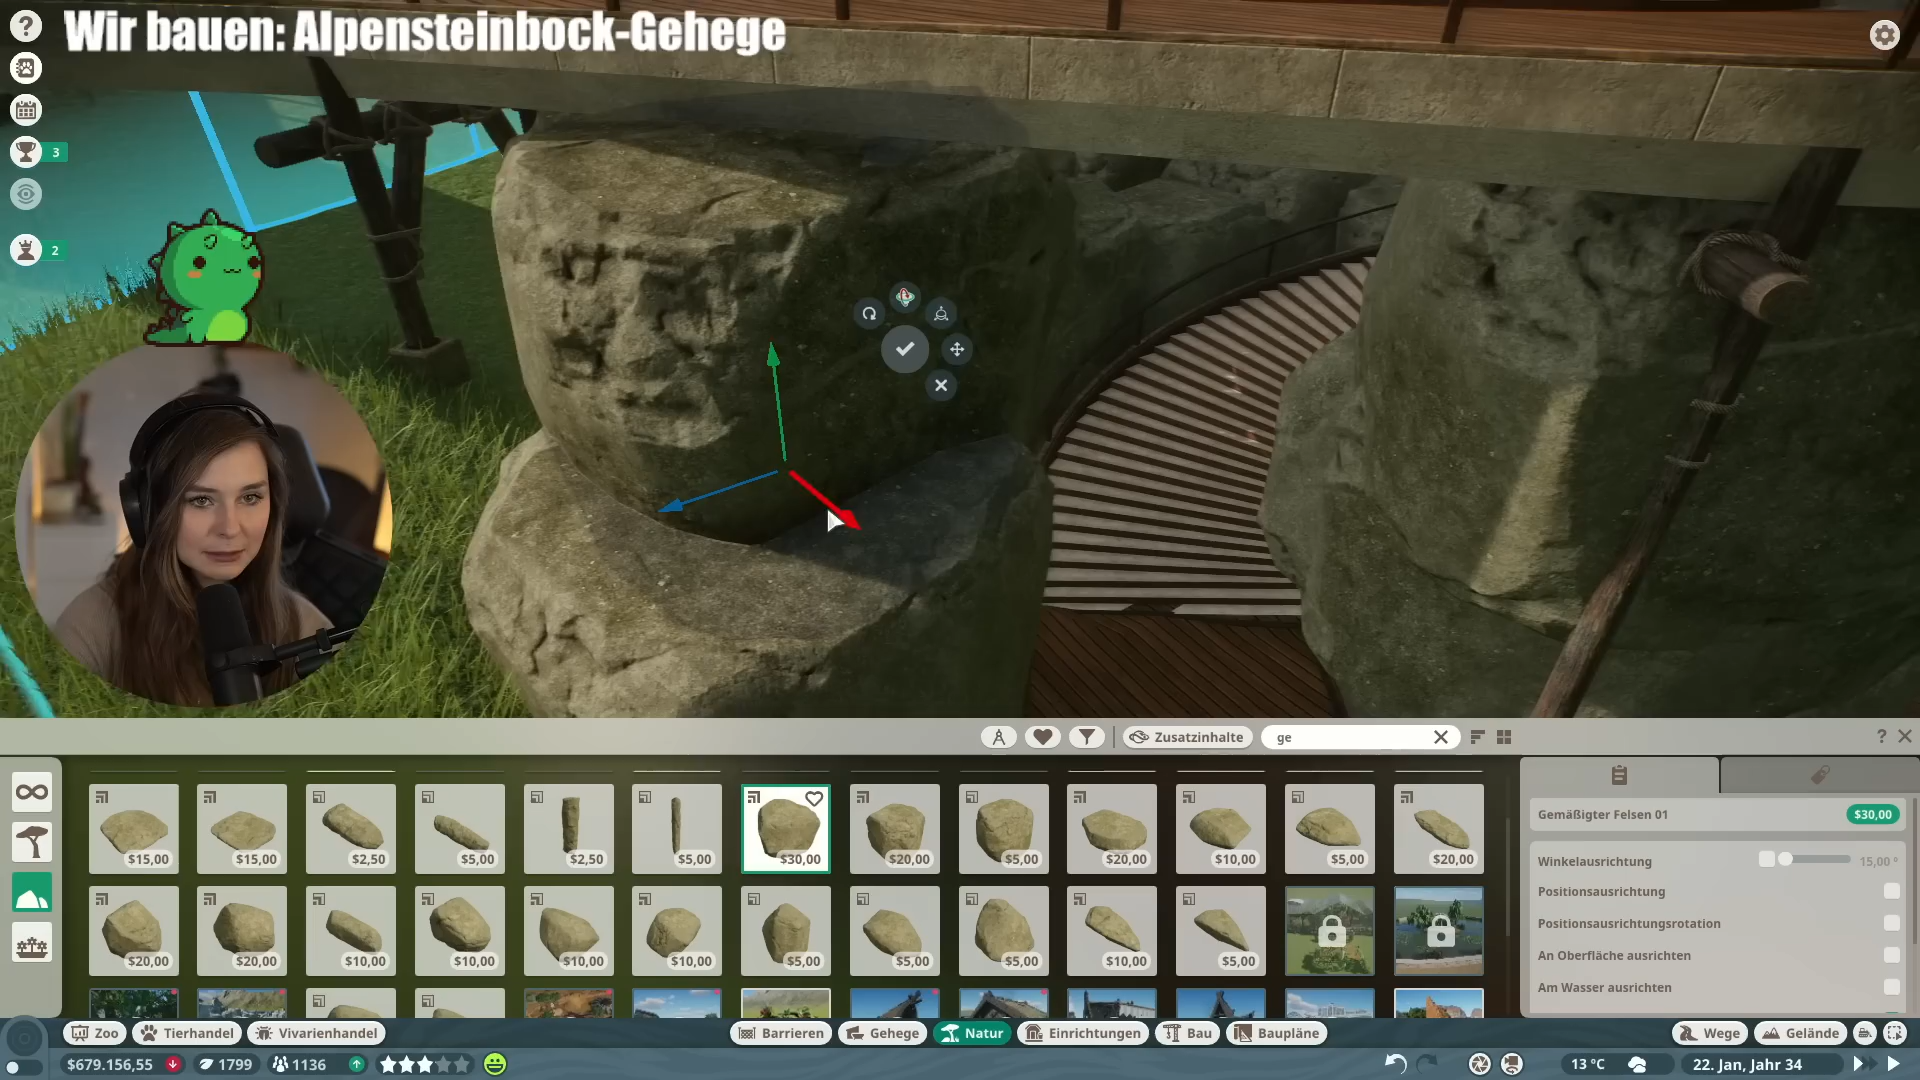 Wir bauen: Alpensteinbock-Gehege
3
2
Zusatzinhalte
ge
$15,00
$15,00
$2,50
$5,00
$2,50
$5,00
$30,00
$20,00
$5,00
$20,00
$10,00
$5,00
$20,00
$20,00
$20,00
$10,00
$10,00
$10,00
$10,00
$5,00
$5,00
$5,00
$10,00
$5,00
Gemäßigter Felsen 01
$30,00
Winkelausrichtung
15,00 °
Positionsausrichtung
Positionsausrichtungsrotation
An Oberfläche ausrichten
Am Wasser ausrichten
Zoo
Tierhandel
Vivarienhandel
Barrieren
Gehege
Natur
Einrichtungen
Bau
Baupläne
Wege
Gelände
$679.156,55
1799
1136
13 °C
22. Jan, Jahr 34